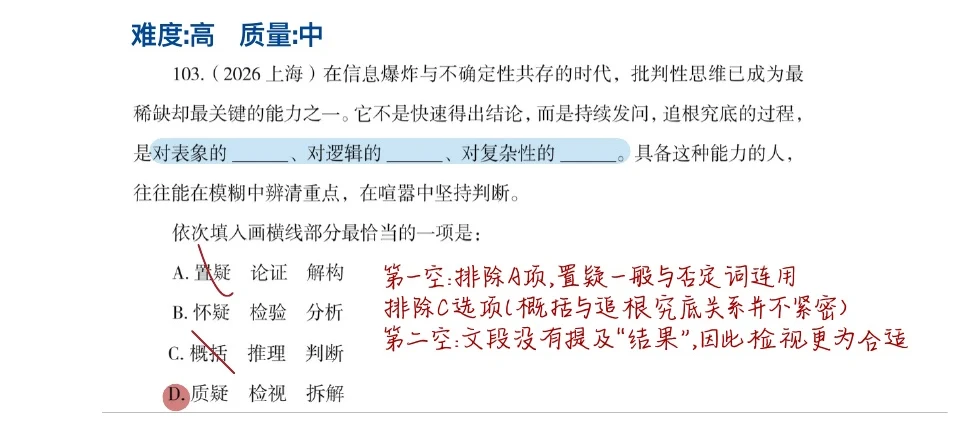 难度:高 质量:中
103.（2026 上海）在信息爆炸与不确定性共存的时代，批判性思维已成为最
稀缺却最关键的能力之一。它不是快速得出结论，而是持续发问，追根究底的过程，
是对表象的 ______、对逻辑的 ______、对复杂性的 ______。具备这种能力的人，
往往能在模糊中辨清重点，在喧嚣中坚持判断。
依次填入画横线部分最恰当的一项是：
A. 置疑 论证 解构
第一空:排除A项,置疑一般与否定词连用
B. 怀疑 检验 分析
排除C选项(概括与追根究底关系并不紧密)
C. 概括 推理 判断
第二空:文段没有提及“结果”,因此检视更为合适
D. 质疑 检视 拆解